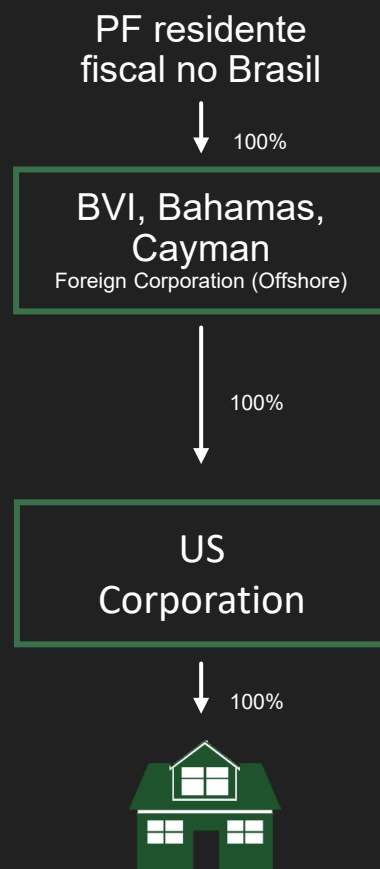 PF residente
fiscal no Brasil
100%
BVI, Bahamas,
Cayman
Foreign Corporation (Offshore)
100%
US
Corporation
100%